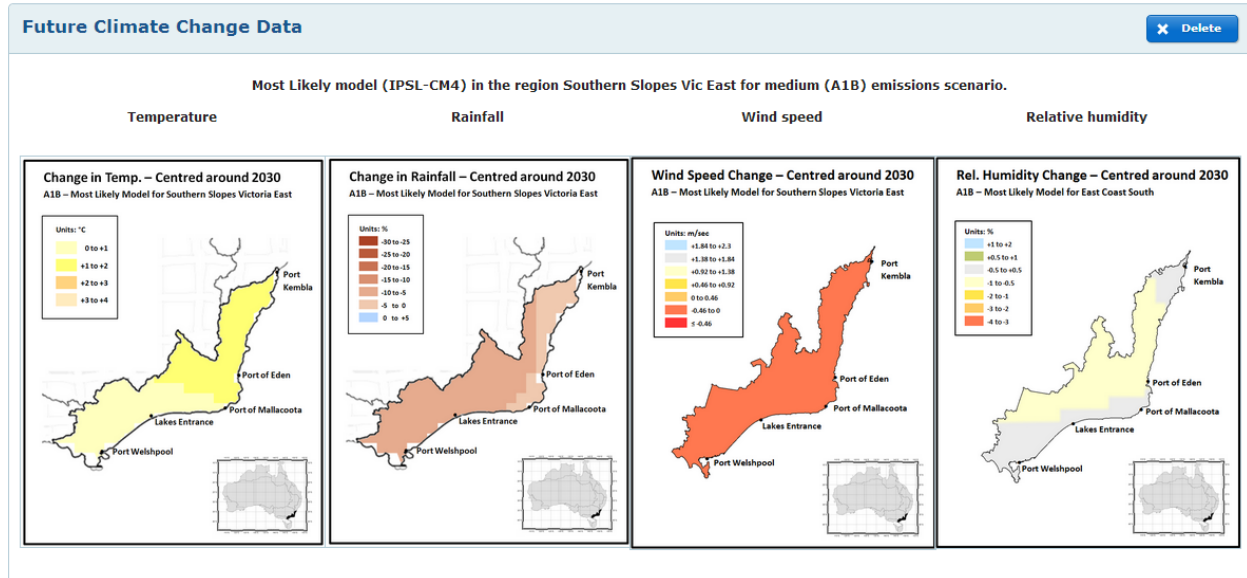 Future Climate Change Data
Delete
Most Likely model (IPSL-CM4) in the region Southern Slopes Vic East for medium (A1B) emissions scenario.
Temperature
Rainfall
Wind speed
Relative humidity
Change in Temp. – Centred around 2030
A1B – Most Likely Model for Southern Slopes Victoria East
Units: °C
0 to +1
+1 to +2
+2 to +3
+3 to +4
Port
Kembla
Port of Eden
Port of Mallacoota
Lakes Entrance
Port Welshpool
Change in Rainfall – Centred around 2030
A1B – Most Likely Model for Southern Slopes Victoria East
Units: %
-30 to -25
-25 to -20
-20 to -15
-15 to -10
-10 to -5
-5 to 0
0 to +5
Port
Kembla
Port of Eden
Port of Mallacoota
Lakes Entrance
Port Welshpool
Wind Speed Change – Centred around 2030
A1B – Most Likely Model for Southern Slopes Victoria East
Units: m/sec
+1.84 to +2.3
+1.38 to +1.84
+0.92 to +1.38
+0.46 to +0.92
0 to 0.46
-0.46 to 0
≤ -0.46
Port
Kembla
Port of Eden
Port of Mallacoota
Lakes Entrance
Port Welshpool
Rel. Humidity Change – Centred around 2030
A1B – Most Likely Model for East Coast South
Units: %
+1 to +2
+0.5 to +1
-0.5 to +0.5
-1 to -0.5
-2 to -1
-3 to -2
-4 to -3
Port
Kembla
Port of Eden
Port of Mallacoota
Lakes Entrance
Port Welshpool